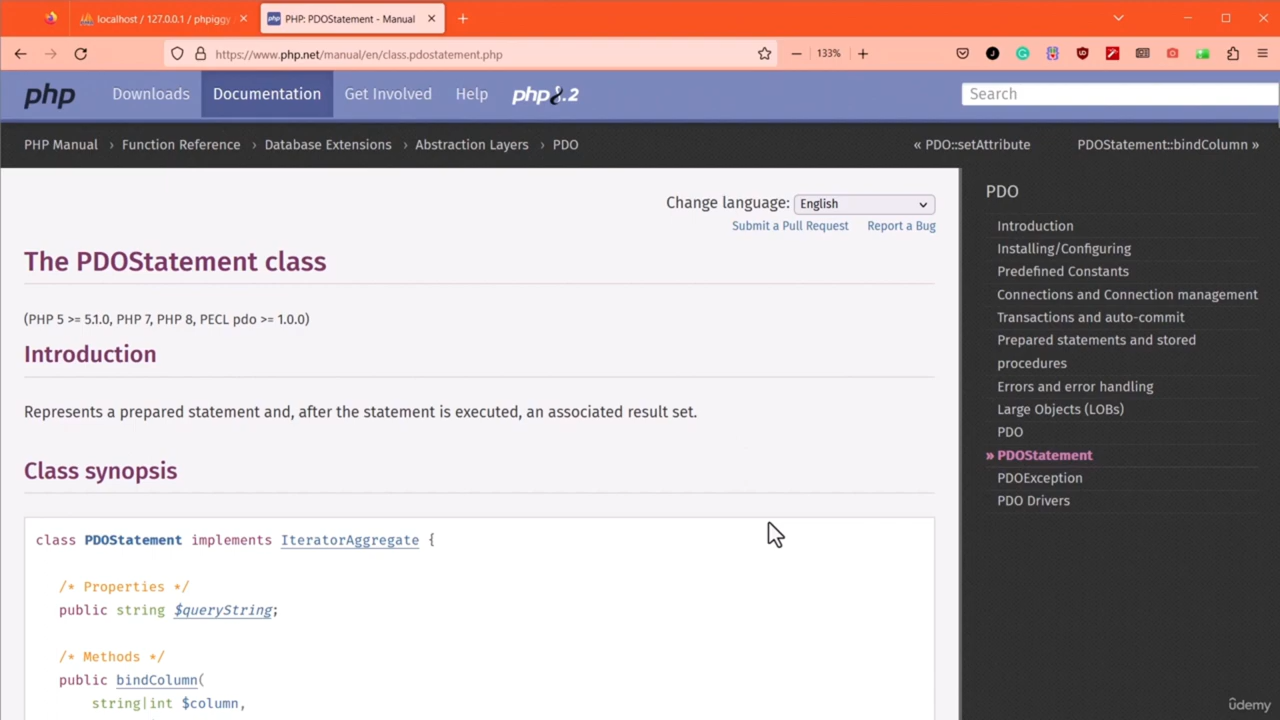 localhost / 127.0.0.1 / phpiggy
PHP: PDOStatement - Manual
https://www.php.net/manual/en/class.pdostatement.php
133%
php
Downloads
Documentation
Get Involved
Help
php8.2
Search
PHP Manual › Function Reference › Database Extensions › Abstraction Layers › PDO
« PDO::setAttribute
PDOStatement::bindColumn »
Change language: English
Submit a Pull Request
Report a Bug
The PDOStatement class
(PHP 5 >= 5.1.0, PHP 7, PHP 8, PECL pdo >= 1.0.0)
Introduction
Represents a prepared statement and, after the statement is executed, an associated result set.
Class synopsis
class PDOStatement implements IteratorAggregate {
/* Properties */
public string $queryString;
/* Methods */
public bindColumn(
string|int $column,
PDO
Introduction
Installing/Configuring
Predefined Constants
Connections and Connection management
Transactions and auto-commit
Prepared statements and stored
procedures
Errors and error handling
Large Objects (LOBs)
PDO
» PDOStatement
PDOException
PDO Drivers
ûdemy